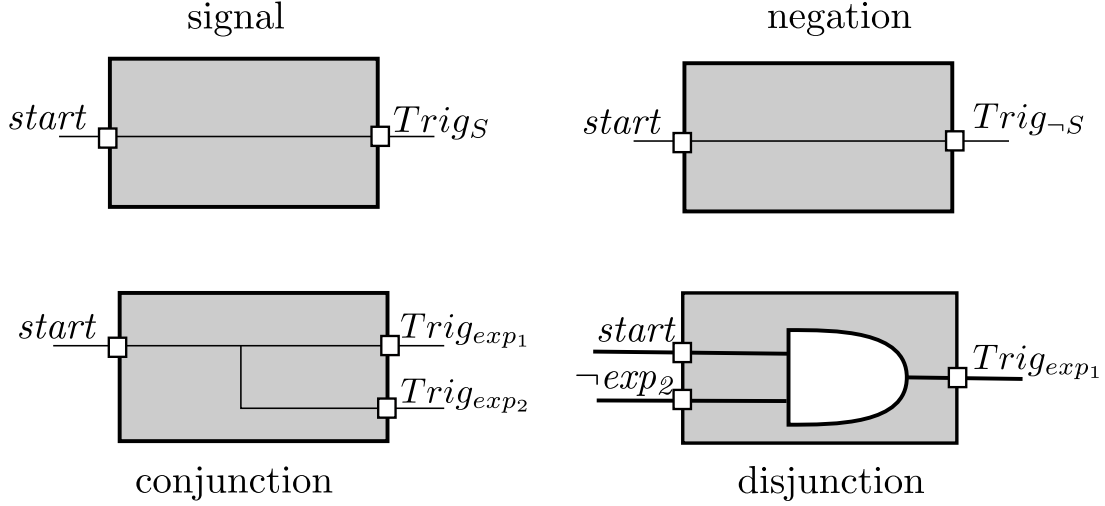 signal
negation
start
Trig_S
start
Trig_¬S
start
Trig_exp₁
Trig_exp₂
start
¬exp₂
Trig_exp₁
conjunction
disjunction